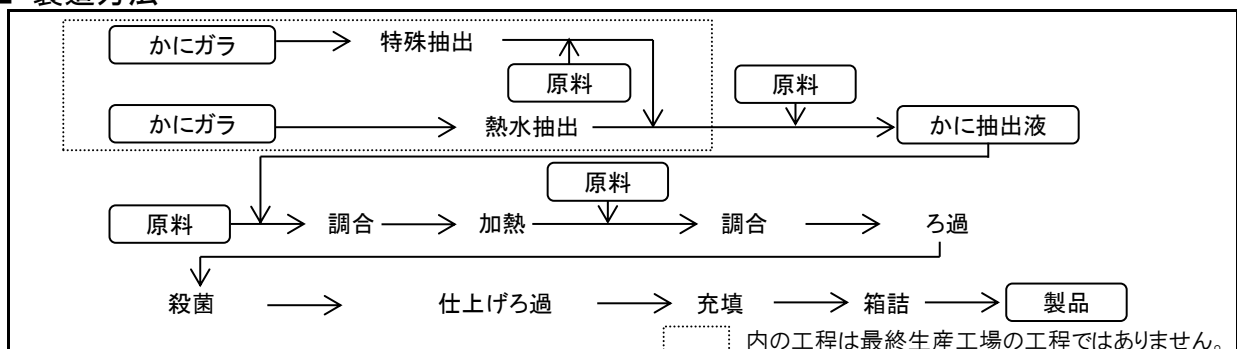 ■ 製造方法
かにガラ 特殊抽出
原料 原料
かにガラ 熱水抽出 かに抽出液
原料
原料 調合 加熱 調合 ろ過
殺菌 仕上げろ過 充填 箱詰 製品
内の工程は最終生産工場の工程ではありません。